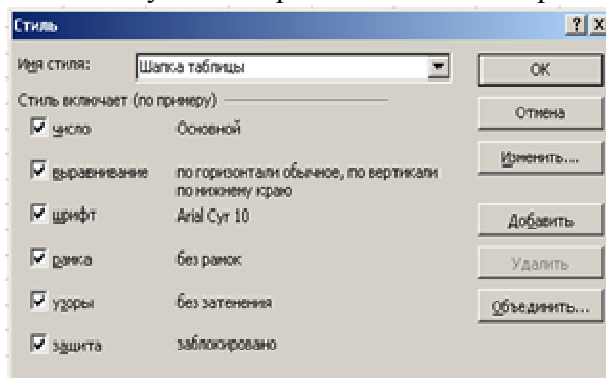 Стиль
Имя стиля: Шапка таблицы
OK
Стиль включает (по примеру)
Отмена
число Основной
Изменить...
выравнивание по горизонтали обычное, по вертикали
по нижнему краю
шрифт Arial Cyr 10
Добавить
рамка без рамок
Удалить
узоры без затенения
Объединить...
защита заблокировано